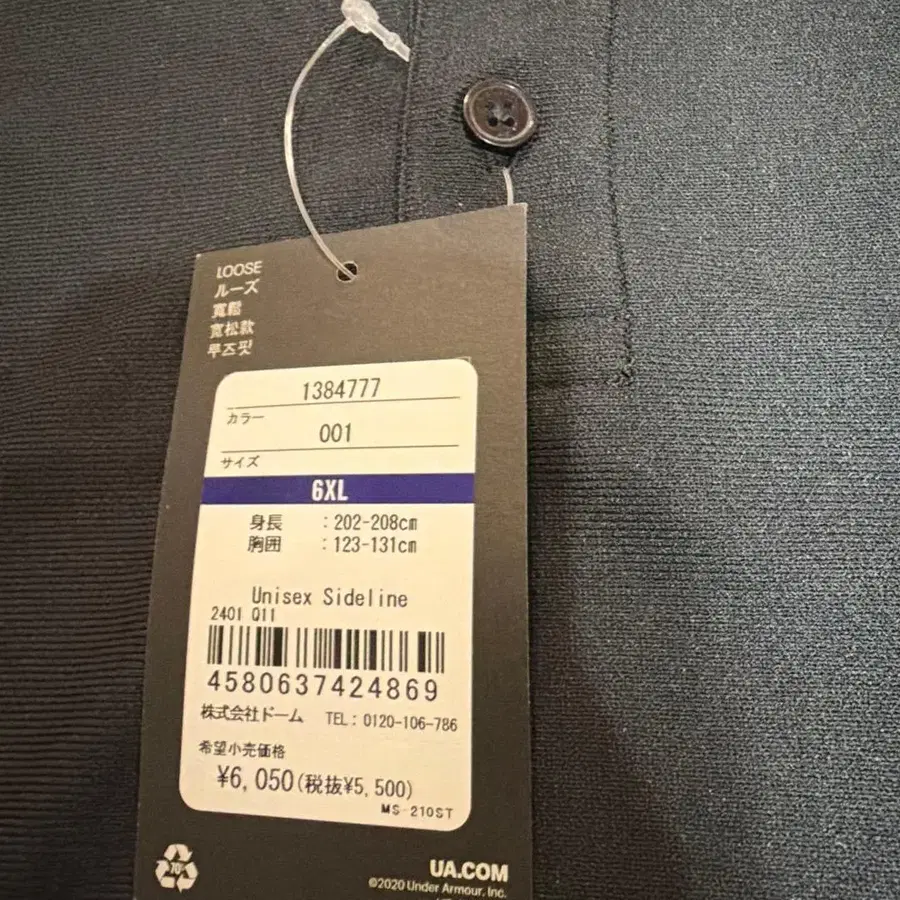 LOOSE
ルーズ
寬鬆
宽松款
루즈핏
1384777
カラー
001
サイズ
6XL
身長 : 202-208cm
胸囲 : 123-131cm
Unisex Sideline
2401 Q11
4580637424869
株式会社ドーム TEL: 0120-106-786
希望小売価格
¥6,050(税抜¥5,500)
MS-210ST
70
UA.COM
©2020 Under Armour, Inc.